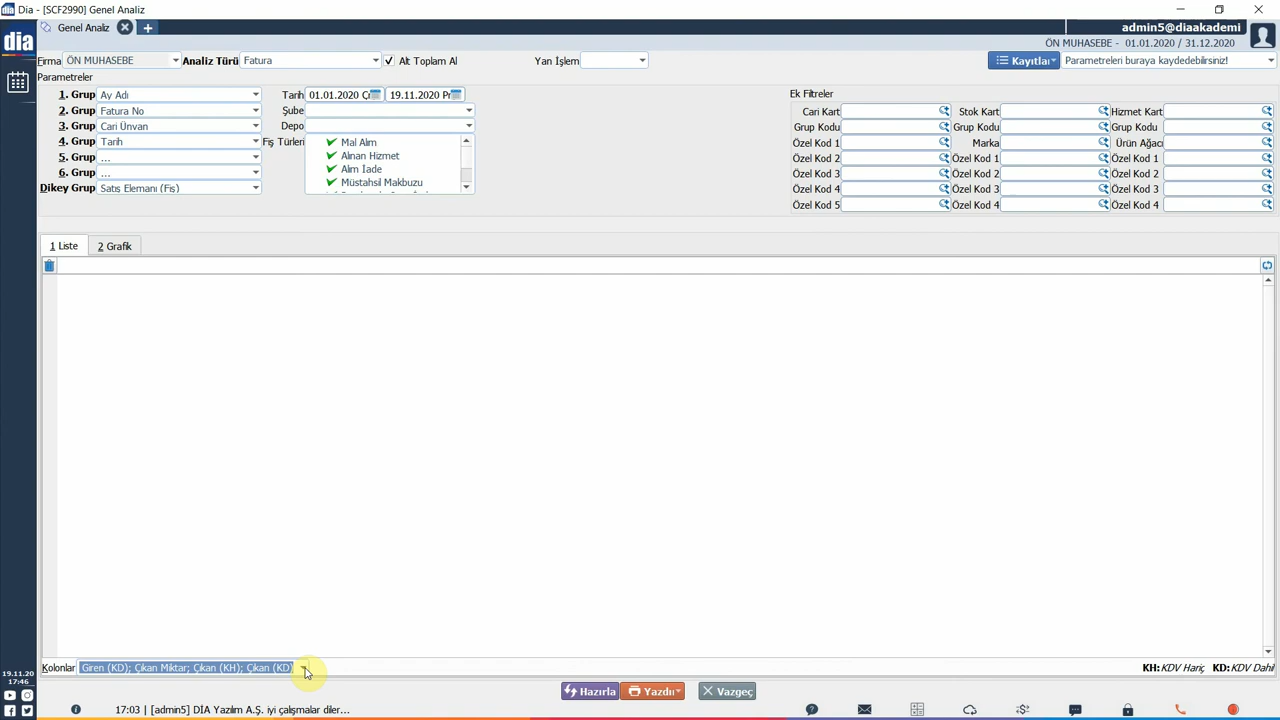 dia Dia - [SCF2990] Genel Analiz
dia
Genel Analiz
admin5@diaakademi
ÖN MUHASEBE - 01.01.2020 / 31.12.2020
Firma ÖN MUHASEBE Analiz Türü Fatura Alt Toplam Al Yan İşlem Kayıtlar Parametreleri buraya kaydedebilirsiniz!
Parametreler
1. Grup Ay Adı
2. Grup Fatura No
3. Grup Cari Ünvan
4. Grup Tarih
5. Grup ...
6. Grup ...
Dikey Grup Satış Elemanı (Fiş)
Tarih 01.01.2020 Ç 19.11.2020 P
Şube
Depo
Fiş Türleri Mal Alım
Alınan Hizmet
Alım İade
Müstahsil Makbuzu
Ek Filtreler
Cari Kart Stok Kart Hizmet Kart
Grup Kodu Grup Kodu Grup Kodu
Özel Kod 1 Marka Ürün Ağacı
Özel Kod 2 Özel Kod 1 Özel Kod 1
Özel Kod 3 Özel Kod 2 Özel Kod 2
Özel Kod 4 Özel Kod 3 Özel Kod 3
Özel Kod 5 Özel Kod 4 Özel Kod 4
1 Liste 2 Grafik
Kolonlar Giren (KD); Çıkan Miktar; Çıkan (KH); Çıkan (KD)
KH: KDV Hariç KD: KDV Dahil
19.11.20
17:46
Hazırla Yazdır Vazgeç
17:03 | [admin5] DİA Yazılım A.Ş. iyi çalışmalar diler...